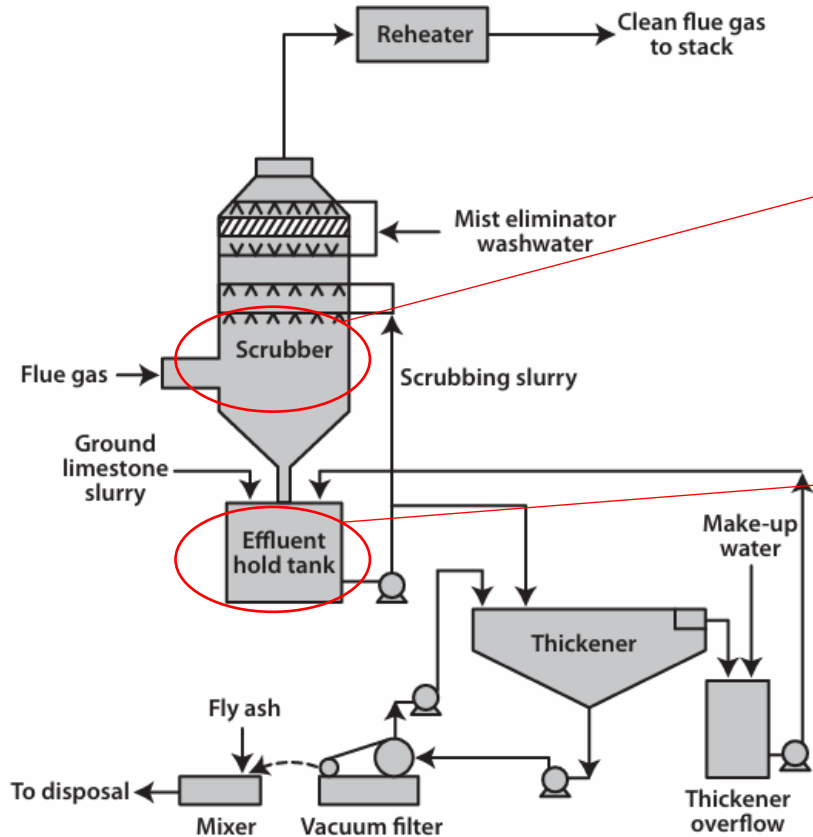 Reheater
Clean flue gas
to stack
Mist eliminator
washwater
Scrubber
Flue gas
Scrubbing slurry
Ground
limestone
slurry
Effluent
hold tank
Make-up
water
Thickener
Fly ash
To disposal
Mixer
Vacuum filter
Thickener
overflow